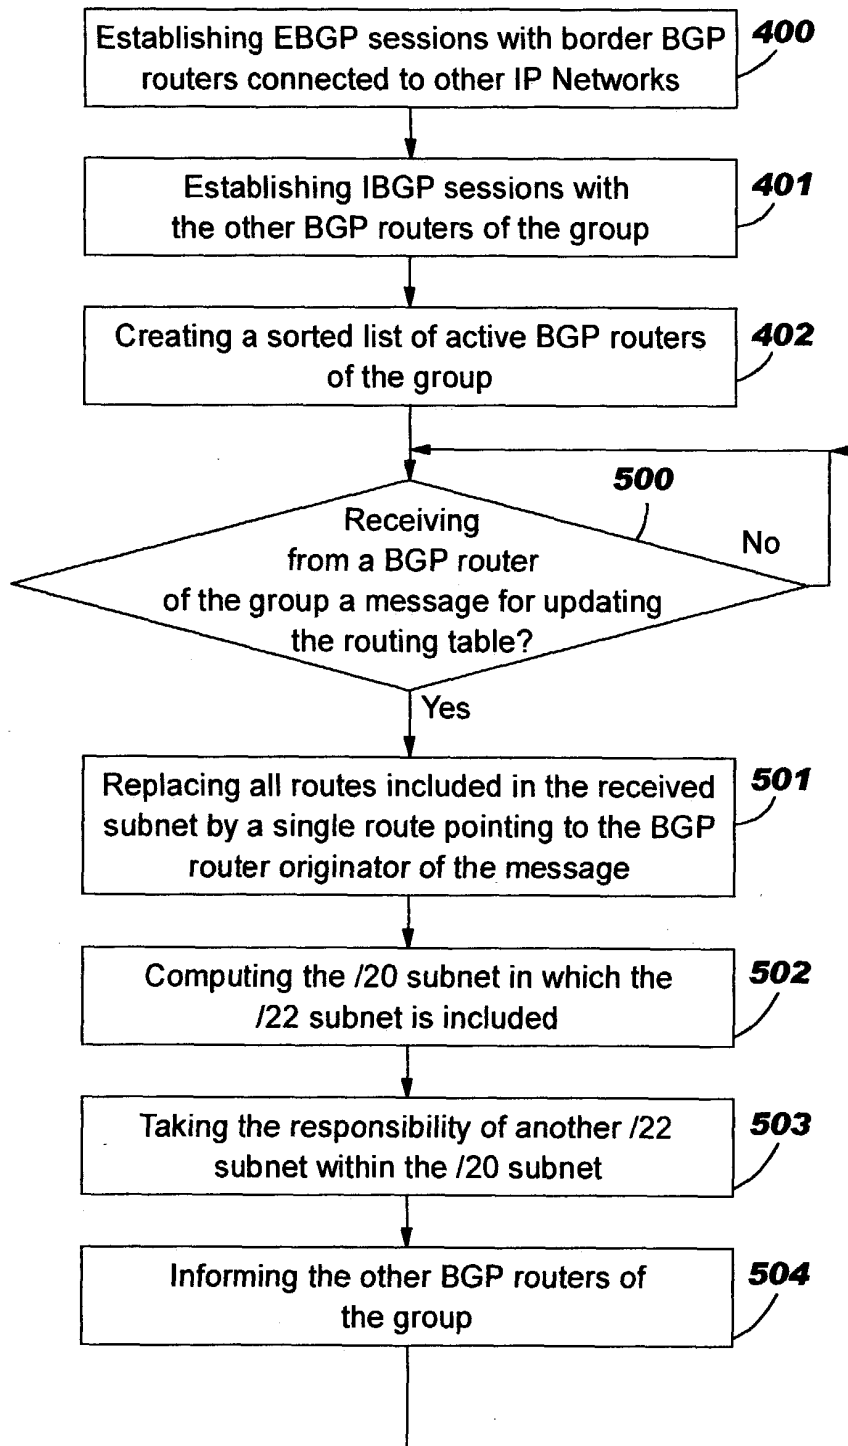 Establishing EBGP sessions with border BGP
routers connected to other IP Networks
400
Establishing IBGP sessions with
the other BGP routers of the group
401
Creating a sorted list of active BGP routers
of the group
402
500
Receiving
from a BGP router
of the group a message for updating
the routing table?
No
Yes
Replacing all routes included in the received
subnet by a single route pointing to the BGP
router originator of the message
501
Computing the /20 subnet in which the
/22 subnet is included
502
Taking the responsibility of another /22
subnet within the /20 subnet
503
Informing the other BGP routers of
the group
504